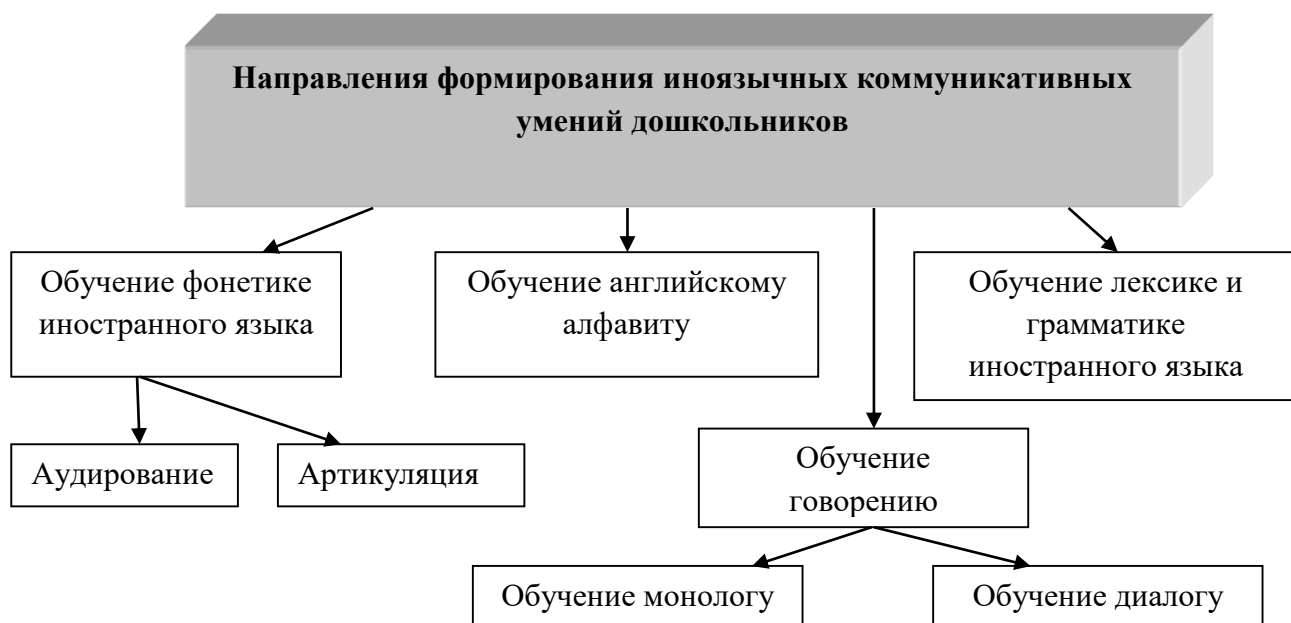 Направления формирования иноязычных коммуникативных
умений дошкольников
Обучение фонетике
иностранного языка
Обучение английскому
алфавиту
Обучение лексике и
грамматике
иностранного языка
Аудирование
Артикуляция
Обучение
говорению
Обучение монологу
Обучение диалогу